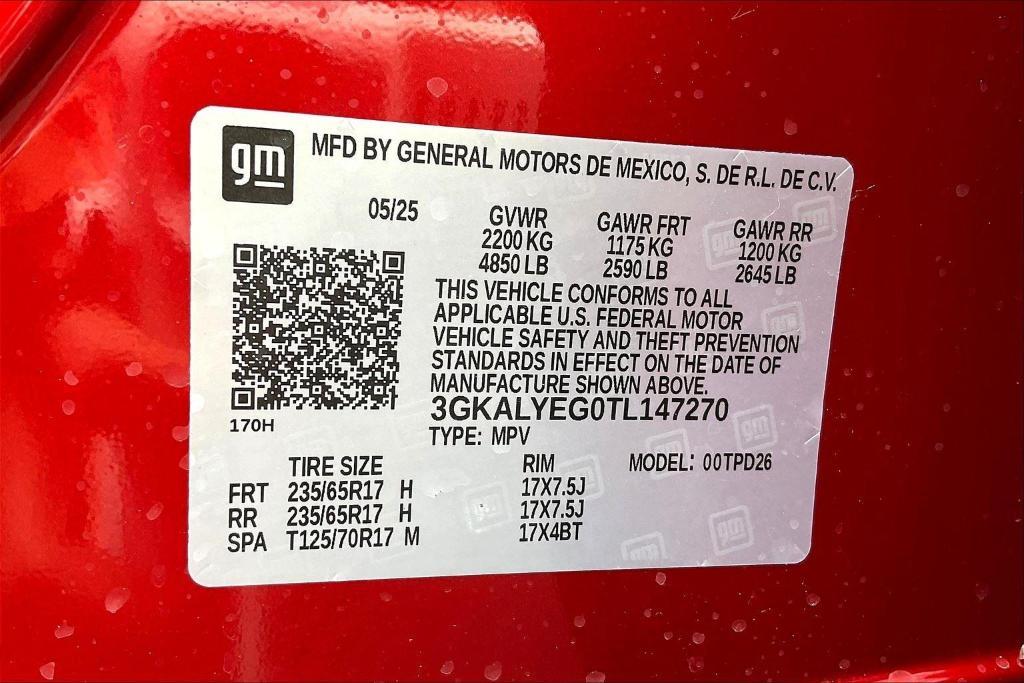 gm
MFD BY GENERAL MOTORS DE MEXICO, S. DE R.L. DE C.V.
05/25 GVWR GAWR FRT GAWR RR
2200 KG 1175 KG 1200 KG
4850 LB 2590 LB 2645 LB
THIS VEHICLE CONFORMS TO ALL
APPLICABLE U.S. FEDERAL MOTOR
VEHICLE SAFETY AND THEFT PREVENTION
STANDARDS IN EFFECT ON THE DATE OF
MANUFACTURE SHOWN ABOVE.
3GKALYEG0TL147270
170H
TYPE: MPV
TIRE SIZE RIM MODEL: 00TPD26
FRT 235/65R17 H 17X7.5J
RR 235/65R17 H 17X7.5J
SPA T125/70R17 M 17X4BT